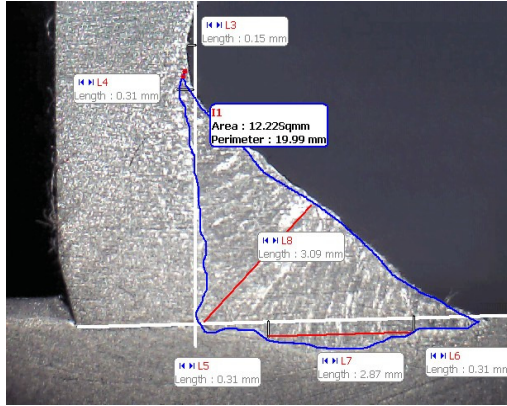 L3
Length : 0.15 mm
L4
Length : 0.31 mm
I1
Area : 12.228qmm
Perimeter : 19.99 mm
L8
Length : 3.09 mm
L5
Length : 0.31 mm
L7
Length : 2.87 mm
L6
Length : 0.31 mm